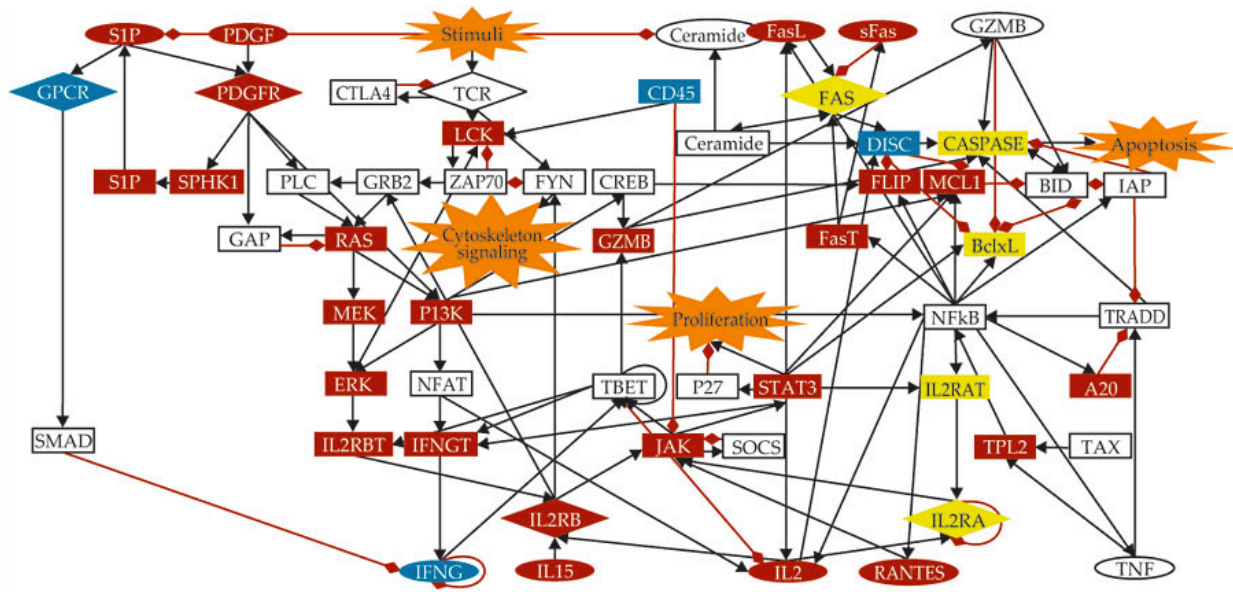 S1P
PDGF
Stimuli
Ceramide
FasL
sFas
GZMB
GPCR
PDGFR
CTLA4
TCR
CD45
FAS
LCK
Ceramide
DISC
CASPASE
Apoptosis
S1P
SPHK1
PLC
GRB2
ZAP70
FYN
CREB
FLIP
MCL1
BID
IAP
GAP
RAS
Cytoskeleton
signaling
GZMB
FasT
BclxL
MEK
P13K
Proliferation
NFkB
TRADD
ERK
NFAT
TBET
P27
STAT3
IL2RAT
A20
SMAD
IL2RBT
IFNGT
JAK
SOCS
TPL2
TAX
IL2RB
IL2RA
IFNG
IL15
IL2
RANTES
TNF